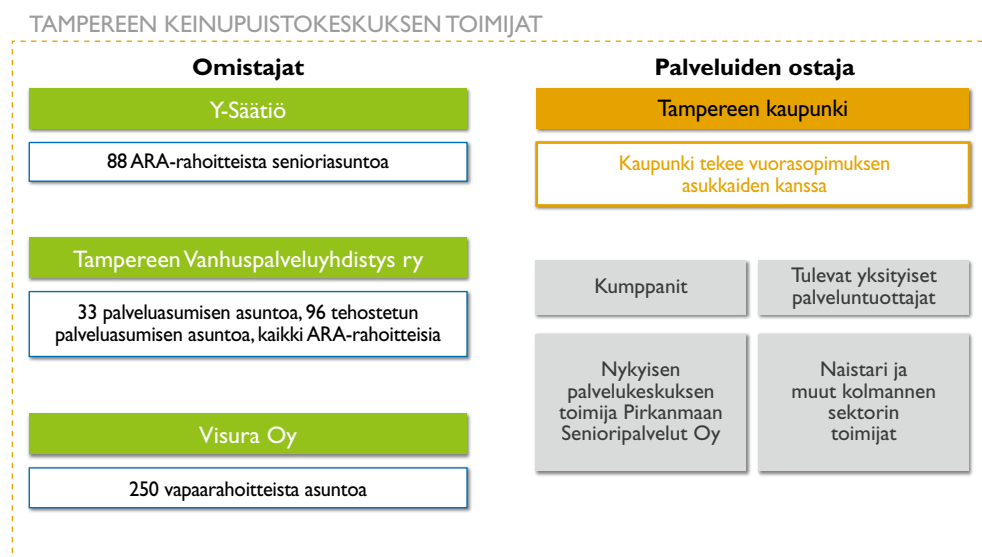 TAMPEREEN KEINUPUISTOKESKUKSEN TOIMIJAT
Omistajat
Y-Säätiö
88 ARA-rahoitteista senioriasuntoa
Tampereen Vanhuspalveluyhdistys ry
33 palveluasumisen asuntoa, 96 tehostetun
palveluasumisen asuntoa, kaikki ARA-rahoitteisia
Visura Oy
250 vapaarahoitteista asuntoa
Palveluiden ostaja
Tampereen kaupunki
Kaupunki tekee vuorasopimuksen
asukkaiden kanssa
Kumppanit
Tulevat yksityiset
palveluntuottajat
Nykyisen
palvelukeskuksen
toimija Pirkanmaan
Senioripalvelut Oy
Naistari ja
muut kolmannen
sektorin
toimijat